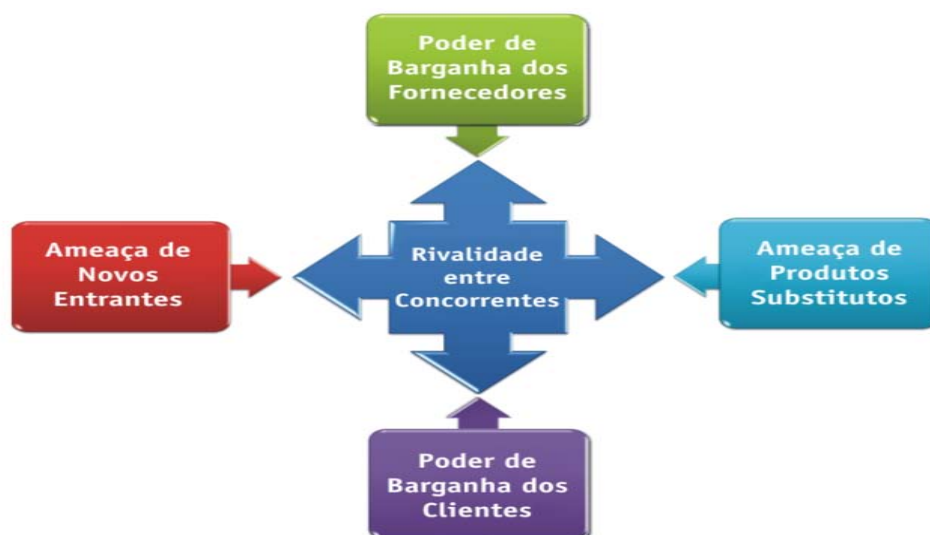 Poder de
Barganha dos
Fornecedores
Ameaça de
Novos
Entrantes
Rivalidade
entre
Concorrentes
Ameaça de
Produtos
Substitutos
Poder de
Barganha dos
Clientes